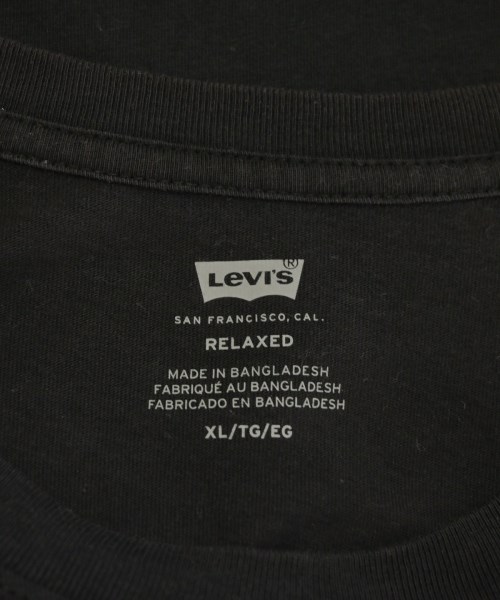 Levi's®
SAN FRANCISCO, CAL.
RELAXED
MADE IN BANGLADESH
FABRIQUÉ AU BANGLADESH
FABRICADO EN BANGLADESH
XL/TG/EG